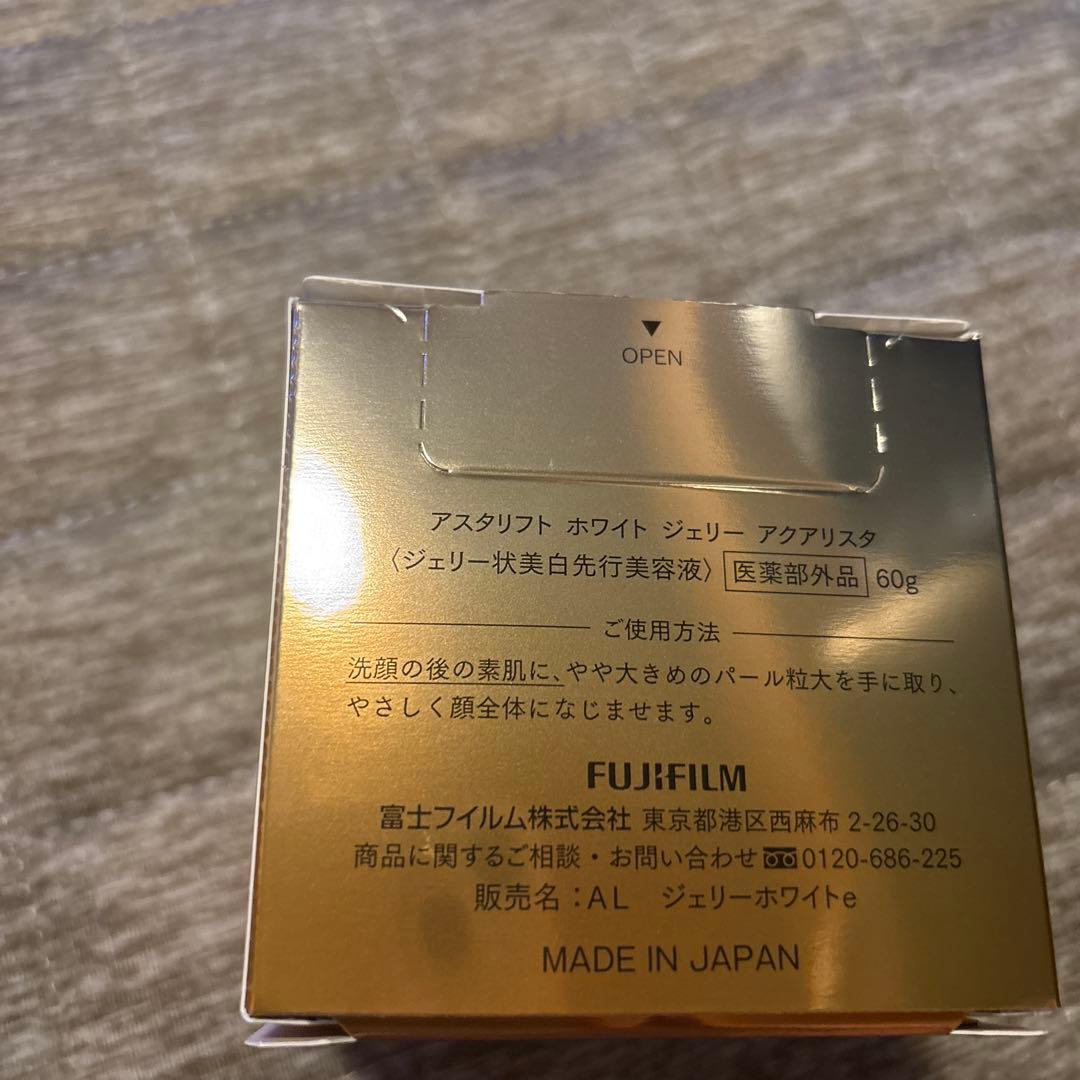 ▼
OPEN
アスタリフト ホワイト ジェリー アクアリスタ
〈ジェリー状美白先行美容液〉 医薬部外品 60g
ご使用方法
洗顔の後の素肌に、やや大きめのパール粒大を手に取り、
やさしく顔全体になじませます。
FUJIFILM
富士フイルム株式会社 東京都港区西麻布 2-26-30
商品に関するご相談・お問い合わせ 0120-686-225
販売名：AL ジェリーホワイトe
MADE IN JAPAN